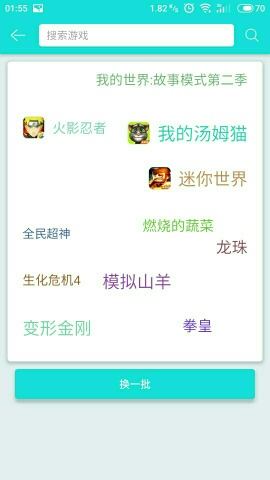 01:55
1.82 K/s
4G
70
搜索游戏
我的世界:故事模式第二季
火影忍者
我的汤姆猫
迷你世界
燃烧的蔬菜
全民超神
龙珠
生化危机4
模拟山羊
变形金刚
拳皇
换一批